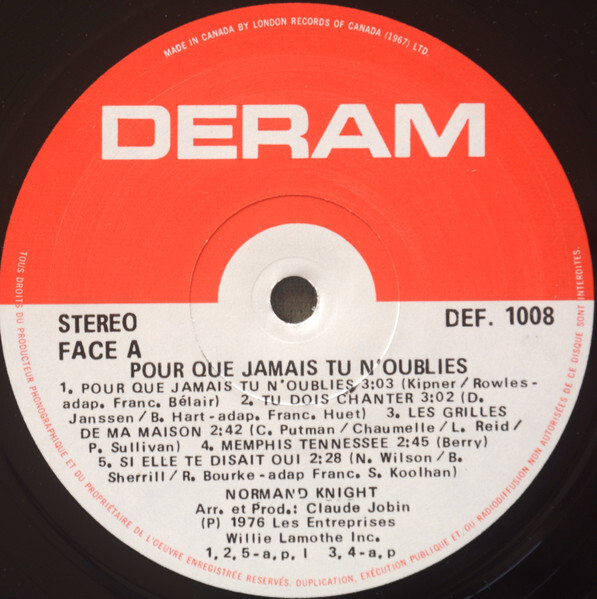 MADE IN CANADA BY LONDON RECORDS OF CANADA (1967) LTD.
DERAM
STEREO
DEF. 1008
FACE A
POUR QUE JAMAIS TU N'OUBLIES
1. POUR QUE JAMAIS TU N'OUBLIES 3:03 (Kipner/Rowles-
adap. Franc. Bélair) 2. TU DOIS CHANTER 3:02 (D.
Janssen/B. Hart-adap. Franc. Huet) 3. LES GRILLES
DE MA MAISON 2:42 (C. Putman/Chaumelle/L. Reid/
P. Sullivan) 4. MEMPHIS TENNESSEE 2:45 (Berry)
5. SI ELLE TE DISAIT OUI 2:28 (N. Wilson/B.
Sherrill/R. Bourke-adap Franc. S. Koolhan)
NORMAND KNIGHT
Arr. et Prod.: Claude Jobin
(P) 1976 Les Entreprises
Willie Lamothe Inc.
1,2,5-a,p,l 3,4-a,p
TOUS DROITS DU PRODUCTEUR PHONOGRAPHIQUE ET DU PROPRIÉTAIRE DE L'OEUVRE ENREGISTRÉE RESERVÉS. DUPLICATION, EXÉCUTION PUBLIQUE ET/OU RADIODIFFUSION NON AUTORISÉES DE CE DISQUE SONT INTERDITES.